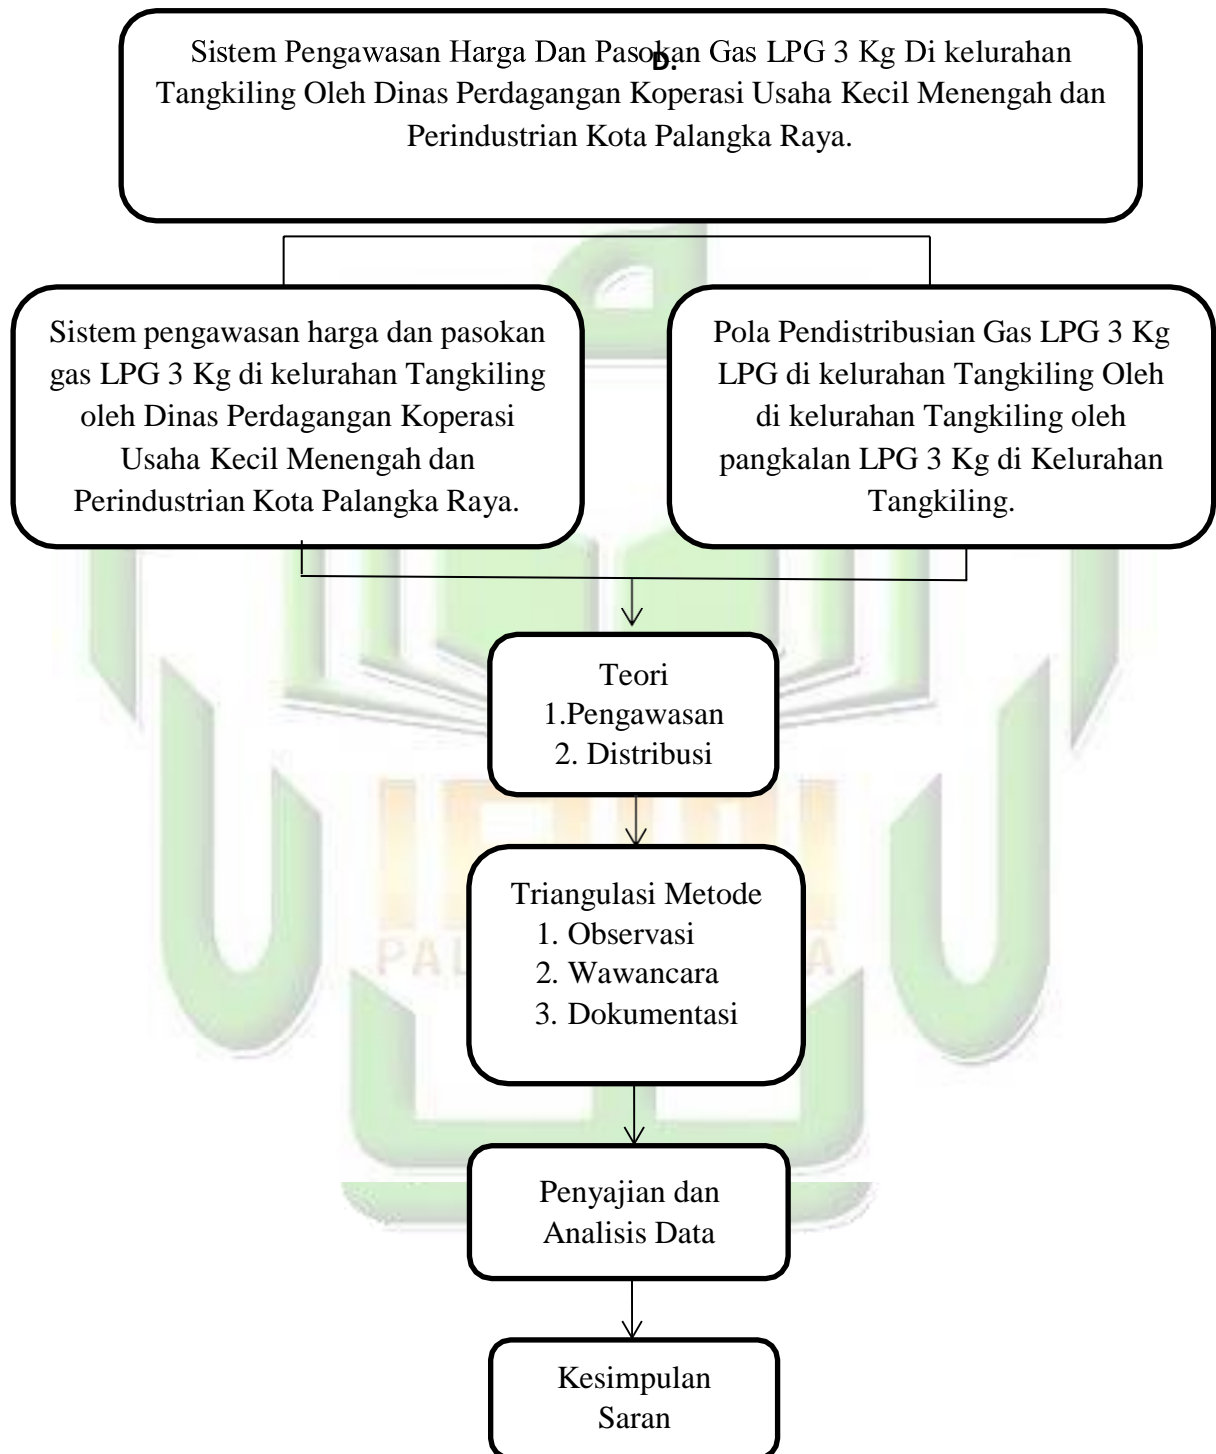 Sistem Pengawasan Harga Dan Pasokan Gas LPG 3 Kg Di kelurahan
D.
Tangkiling Oleh Dinas Perdagangan Koperasi Usaha Kecil Menengah dan
Perindustrian Kota Palangka Raya.
Sistem pengawasan harga dan pasokan
gas LPG 3 Kg di kelurahan Tangkiling
oleh Dinas Perdagangan Koperasi
Usaha Kecil Menengah dan
Perindustrian Kota Palangka Raya.
Pola Pendistribusian Gas LPG 3 Kg
LPG di kelurahan Tangkiling Oleh
di kelurahan Tangkiling oleh
pangkalan LPG 3 Kg di Kelurahan
Tangkiling.
Teori
1.Pengawasan
2. Distribusi
Triangulasi Metode
1. Observasi
2. Wawancara
3. Dokumentasi
Penyajian dan
Analisis Data
Kesimpulan
Saran